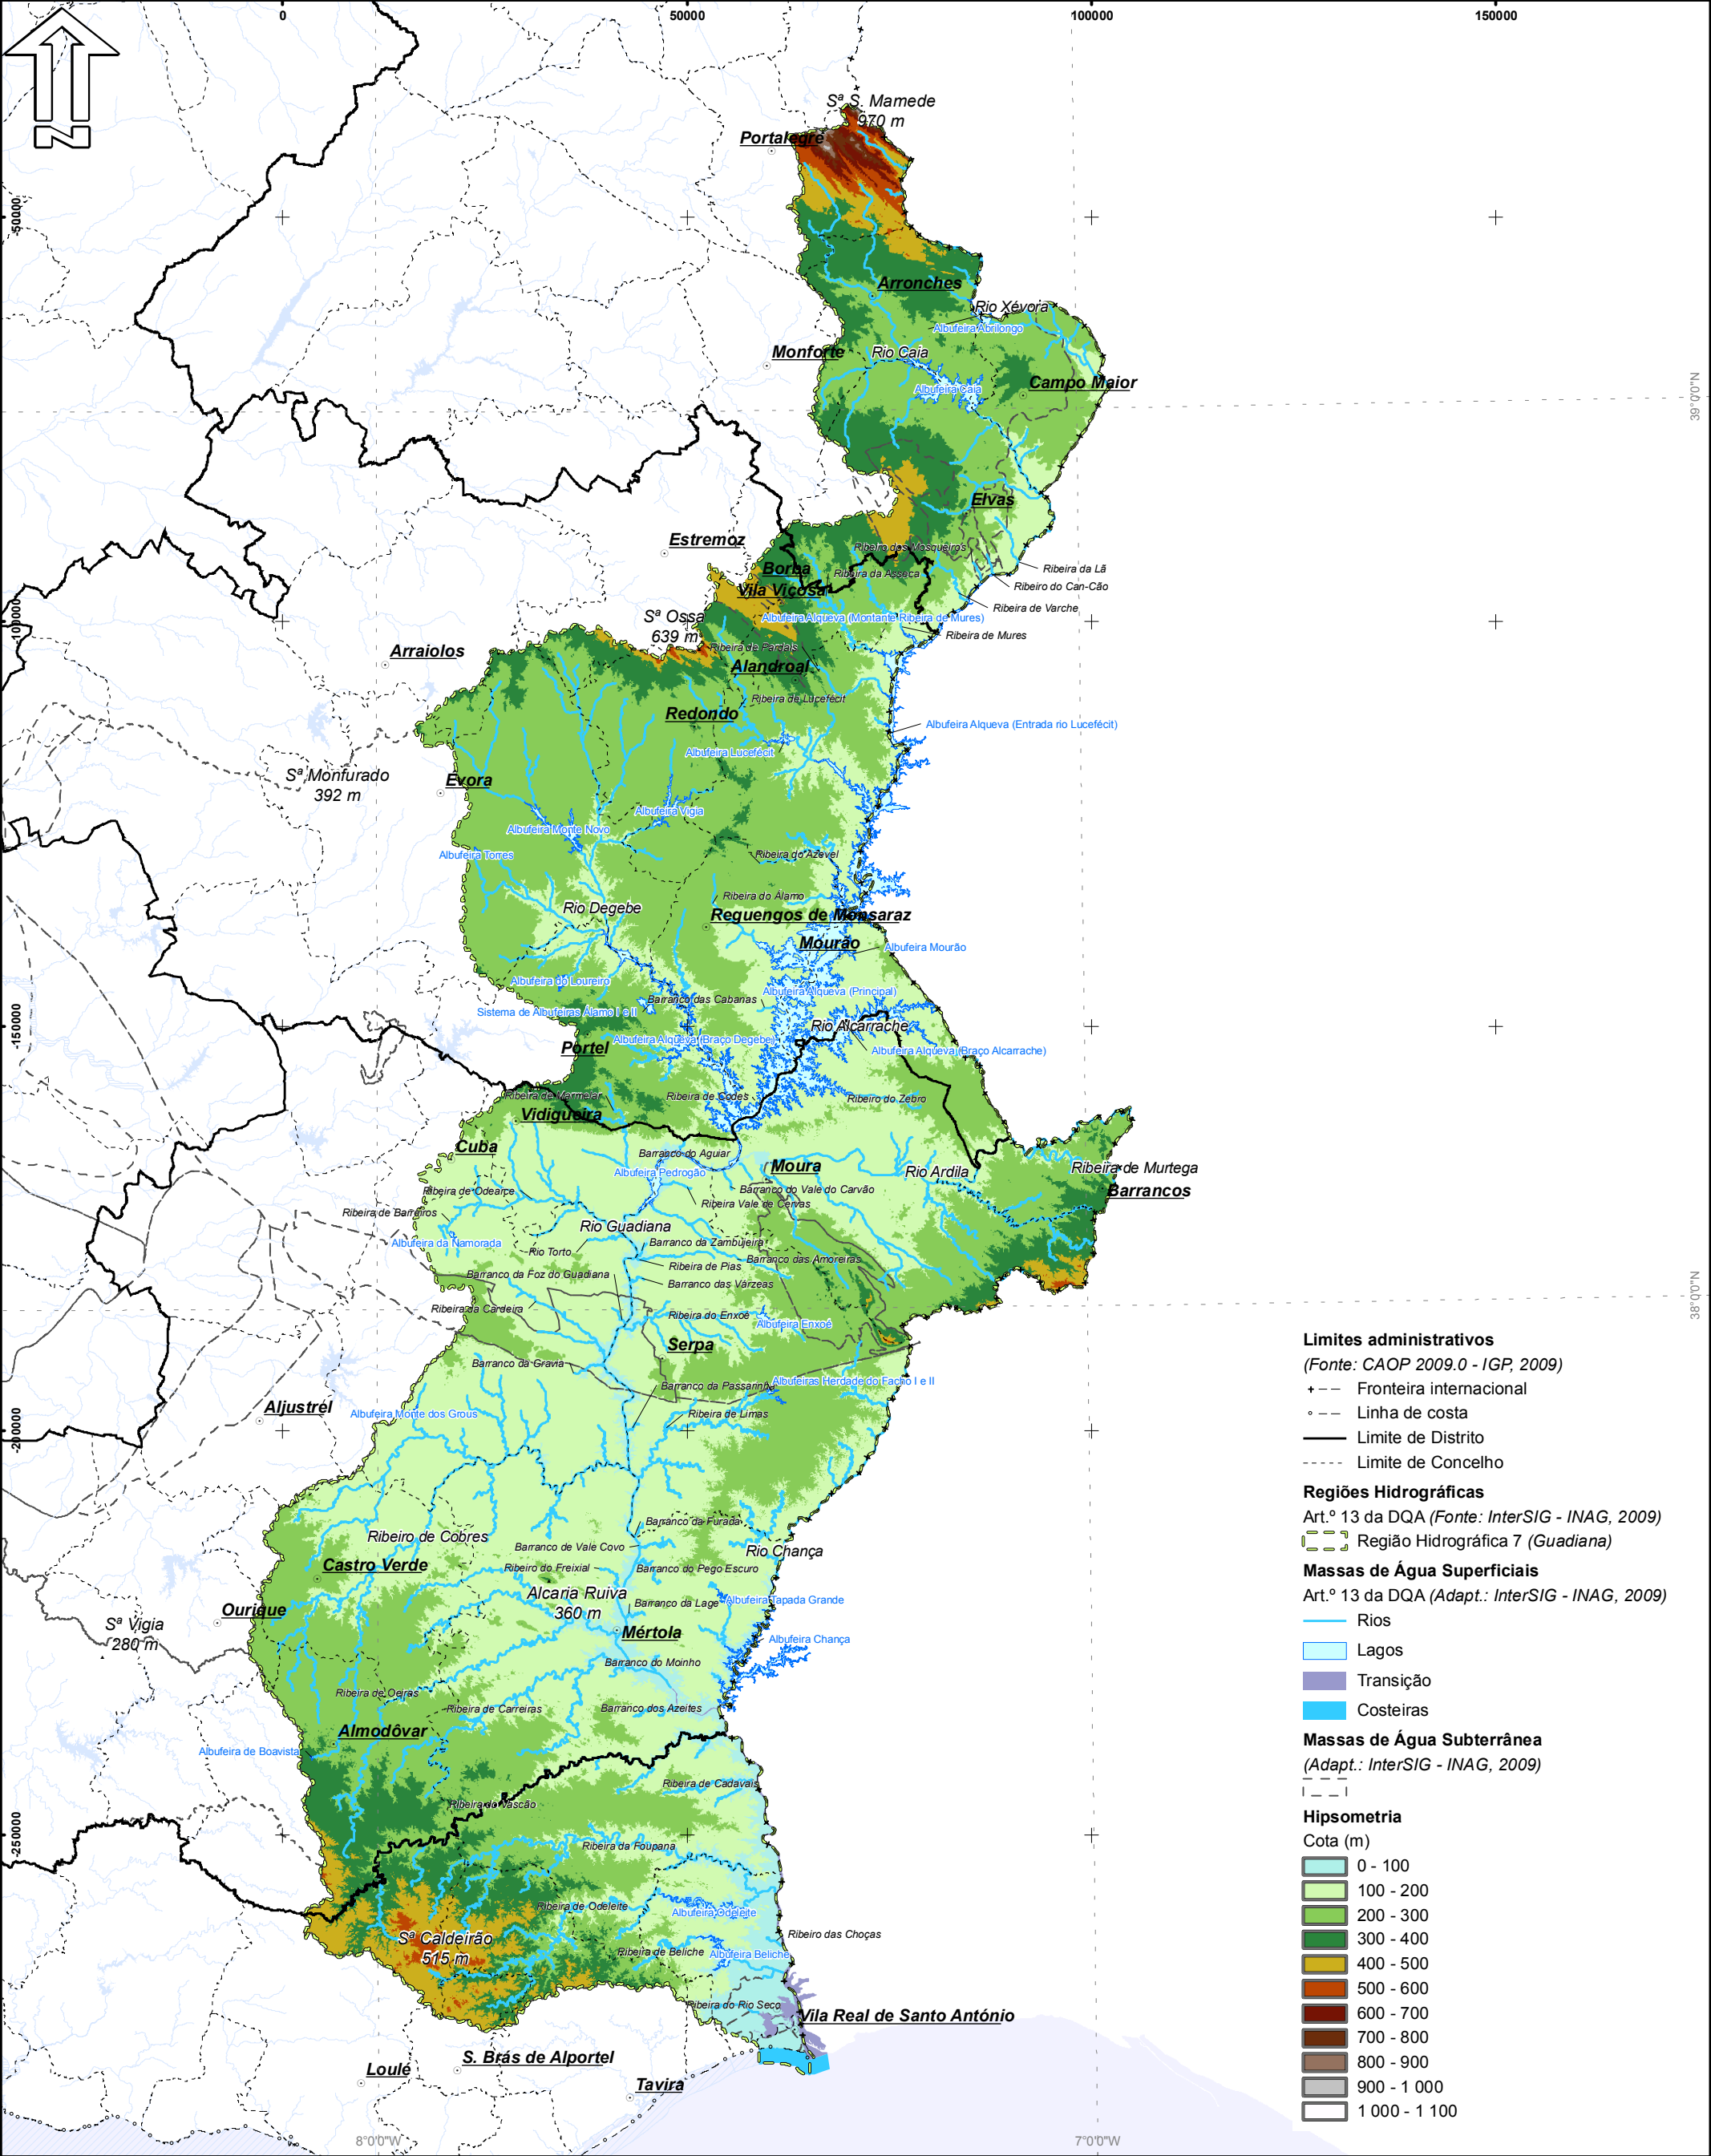 0
50000
100000
150000
N
Sª S. Mamede
970 m
Portalegre
-50000
Arronches
Rio Xévora
Albufeira Abrilongo
Monforte
Rio Caia
Albufeira Caia
Campo Maior
39°0'0"N
Elvas
Estremoz
Ribeiro dos Mosqueiros
Borba
Ribeira da Asseca
Ribeira da Lã
Ribeiro do Can-Cão
Vila Viçosa
Ribeira de Varche
-100000
Sª Ossa
639 m
Albufeira Alqueva (Montante Ribeira de Mures)
Ribeira de Mures
Arraiolos
Ribeira de Pardais
Alandroal
Ribeira de Lucefécit
Redondo
Albufeira Alqueva (Entrada rio Lucefécit)
Albufeira Lucefécit
Sª Monfurado
392 m
Évora
Albufeira Vigia
Albufeira Monte Novo
Albufeira Torres
Ribeira do Azevel
Ribeira do Álamo
Rio Degebe
Reguengos de Monsaraz
Mourão
Albufeira Mourão
Albufeira do Loureiro
Albufeira Alqueva (Principal)
Barranco das Cabanas
Sistema de Albufeiras Álamo I e II
-150000
Rio Alcarrache
Portel
Albufeira Alqueva (Braço Degebe)
Albufeira Alqueva (Braço Alcarrache)
Ribeira de Marmelar
Ribeira de Codes
Ribeiro do Zebro
Vidigueira
Cuba
Barranco do Aguiar
Albufeira Pedrogão
Moura
Rio Ardila
Ribeira de Murtega
Barrancos
Ribeira de Odearce
Barranco do Vale do Carvão
Ribeira Vale de Cervas
Ribeira de Barreiros
Rio Guadiana
Albufeira da Namorada
Rio Torto
Barranco da Zambujeira
Barranco das Amoreiras
Ribeira de Pias
Barranco da Foz do Guadiana
Barranco das Várzeas
Ribeira da Cardeira
Ribeira do Enxoé
Albufeira Enxoé
38°0'0"N
Serpa
Barranco da Gravia
Barranco da Passarinha
Albufeiras Herdade do Facho I e II
Aljustrel
Albufeira Monte dos Grous
Ribeira de Limas
-200000
Barranco da Furada
Ribeiro de Cobres
Barranco de Vale Covo
Rio Chança
Castro Verde
Ribeiro do Freixial
Barranco do Pego Escuro
Alcaria Ruiva
360 m
Barranco da Lage
Albufeira Tapada Grande
Ourique
Sª Vigia
280 m
Mértola
Albufeira Chança
Barranco do Moinho
Ribeira de Oeiras
Ribeira de Carreiras
Barranco dos Azeites
Almodôvar
Albufeira de Boavista
Ribeira de Cadavais
Ribeira do Vascão
-250000
Ribeira da Foupana
Ribeira de Odeleite
Albufeira Odeleite
Sª Caldeirão
515 m
Ribeiro das Choças
Ribeira de Beliche
Albufeira Beliche
Ribeira do Rio Seco
Vila Real de Santo António
S. Brás de Alportel
Loulé
Tavira
8°0'0"W
7°0'0"W
Limites administrativos
(Fonte: CAOP 2009.0 - IGP, 2009)
Fronteira internacional
Linha de costa
Limite de Distrito
Limite de Concelho
Regiões Hidrográficas
Art.º 13 da DQA (Fonte: InterSIG - INAG, 2009)
Região Hidrográfica 7 (Guadiana)
Massas de Água Superficiais
Art.º 13 da DQA (Adapt.: InterSIG - INAG, 2009)
Rios
Lagos
Transição
Costeiras
Massas de Água Subterrânea
(Adapt.: InterSIG - INAG, 2009)
Hipsometria
Cota (m)
0 - 100
100 - 200
200 - 300
300 - 400
400 - 500
500 - 600
600 - 700
700 - 800
800 - 900
900 - 1 000
1 000 - 1 100